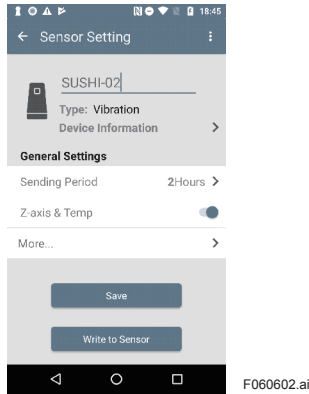 18:45
Sensor Setting
SUSHI-02
Type: Vibration
Device Information
General Settings
Sending Period 2Hours
Z-axis & Temp
More...
Save
Write to Sensor
F060602.ai